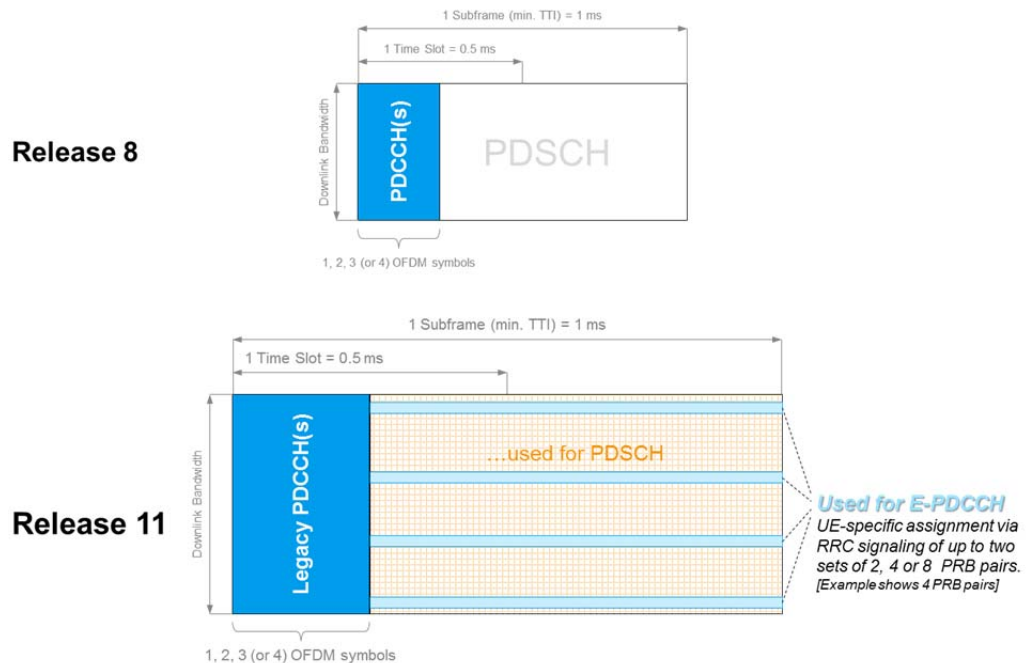 1 Subframe (min. TTI) = 1 ms
1 Time Slot = 0.5 ms
Release 8
Downlink Bandwidth
PDCCH(s)
PDSCH
1, 2, 3 (or 4) OFDM symbols
1 Subframe (min. TTI) = 1 ms
1 Time Slot = 0.5 ms
Release 11
Downlink Bandwidth
Legacy PDCCH(s)
...used for PDSCH
Used for E-PDCCH
UE-specific assignment via
RRC signaling of up to two
sets of 2, 4 or 8 PRB pairs.
[Example shows 4 PRB pairs]
1, 2, 3 (or 4) OFDM symbols